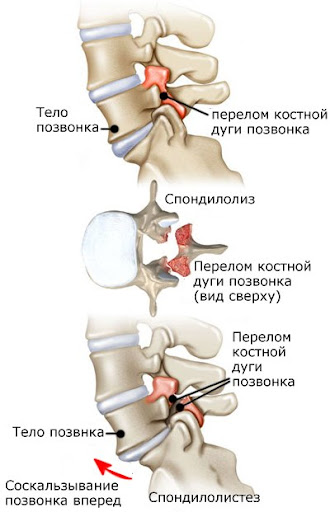 Тело
позвонка
перелом костной
дуги позвонка
Спондилолиз
Перелом костной
дуги позвонка
(вид сверху)
Перелом
костной
дуги
позвонка
Тело позвнка
Соскальзывание
позвонка вперед
Спондилолистез